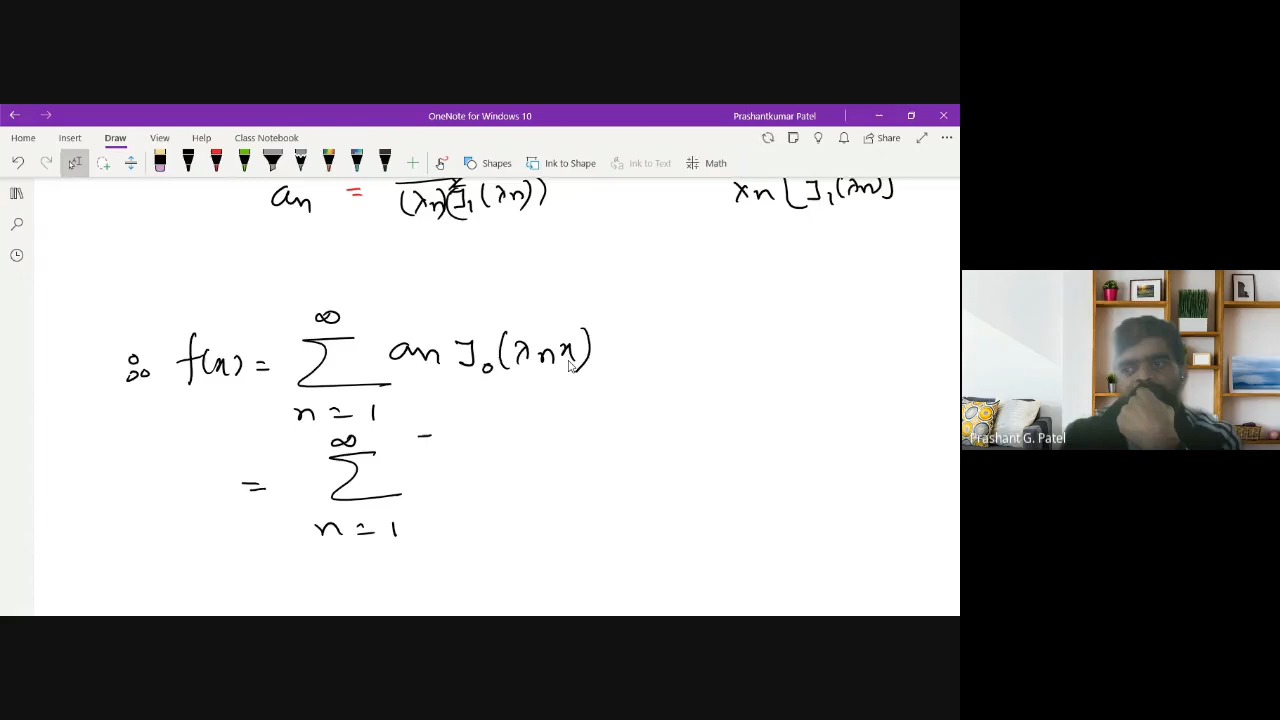 OneNote for Windows 10
Prashantkumar Patel
Home Insert Draw View Help Class Notebook
Share
Shapes Ink to Shape Ink to Text Math
an = (λn) (J₁(λn)) λn [J₁(λn)]
∴ f(x) = ∑ n=1 ∞ an J₀(λnx)
= ∑ n=1 ∞ -
Prashant G. Patel